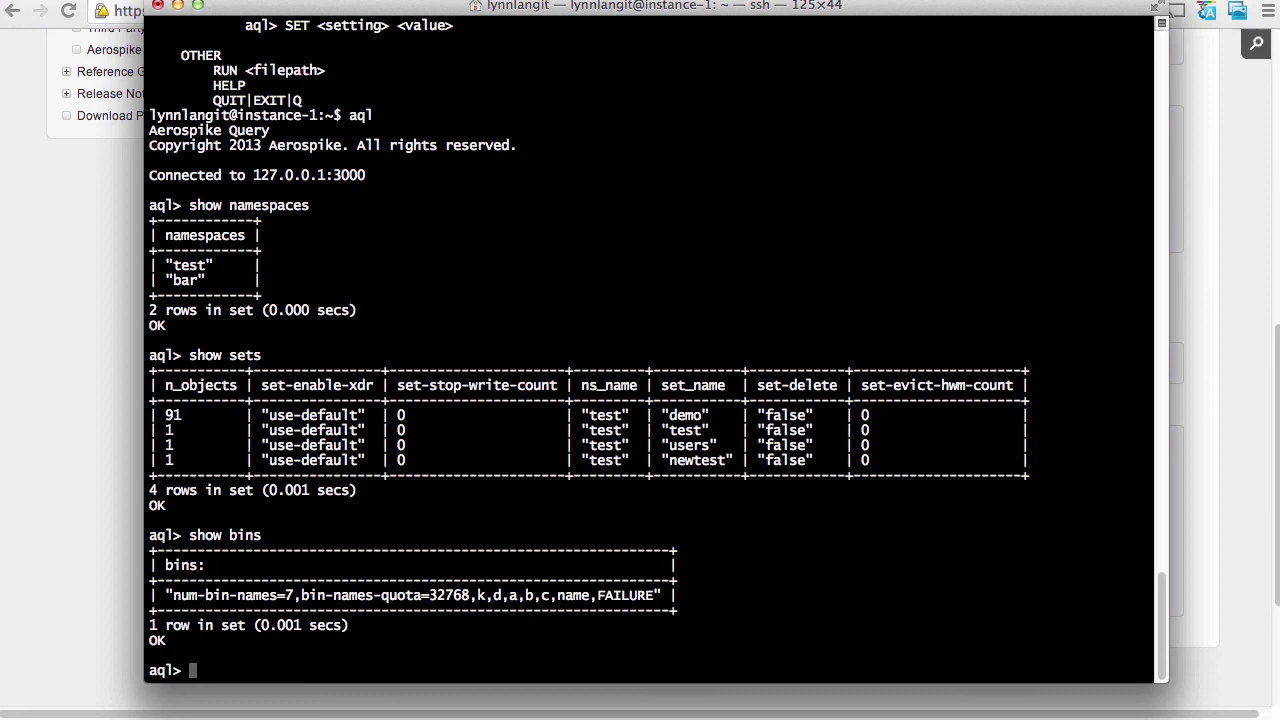 https
lynnlangit — lynnlangit@instance-1: ~ — ssh — 125×44
Third Party
Aerospike
Reference G
Release Not
Download P
aql> SET <setting> <value>
OTHER
RUN <filepath>
HELP
QUIT|EXIT|Q
lynnlangit@instance-1:~$ aql
Aerospike Query
Copyright 2013 Aerospike. All rights reserved.
Connected to 127.0.0.1:3000
aql> show namespaces
+------------+
| namespaces |
+------------+
| "test"     |
| "bar"      |
+------------+
2 rows in set (0.000 secs)
OK
aql> show sets
+-----------+----------------+----------------------+---------+-----------+------------+---------------------+
| n_objects | set-enable-xdr | set-stop-write-count | ns_name | set_name  | set-delete | set-evict-hwm-count |
+-----------+----------------+----------------------+---------+-----------+------------+---------------------+
| 91        | "use-default"  | 0                    | "test"  | "demo"    | "false"    | 0                   |
| 1         | "use-default"  | 0                    | "test"  | "test"    | "false"    | 0                   |
| 1         | "use-default"  | 0                    | "test"  | "users"   | "false"    | 0                   |
| 1         | "use-default"  | 0                    | "test"  | "newtest" | "false"    | 0                   |
+-----------+----------------+----------------------+---------+-----------+------------+---------------------+
4 rows in set (0.001 secs)
OK
aql> show bins
+----------------------------------------------------------------+
| bins:                                                          |
+----------------------------------------------------------------+
| "num-bin-names=7,bin-names-quota=32768,k,d,a,b,c,name,FAILURE" |
+----------------------------------------------------------------+
1 row in set (0.001 secs)
OK
aql>